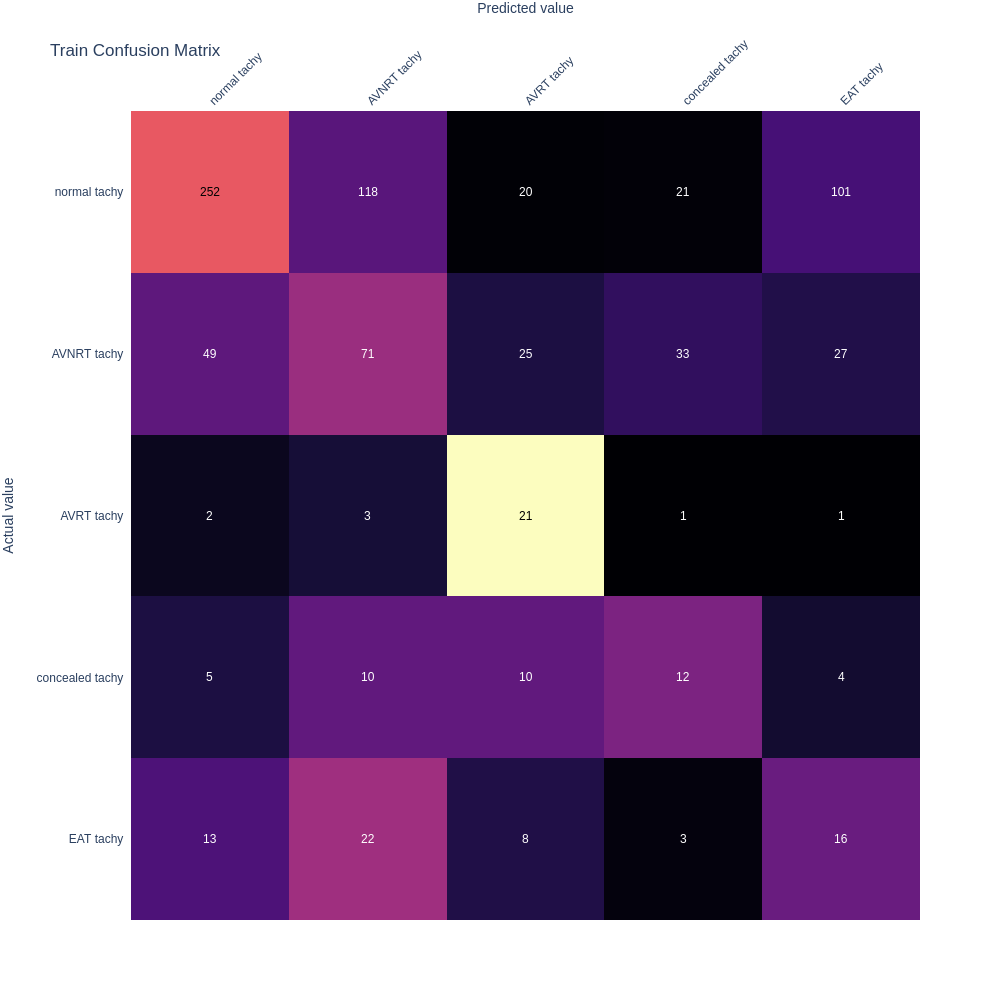 Predicted value
Train Confusion Matrix
normal tachy
AVNRT tachy
AVRT tachy
concealed tachy
EAT tachy
Actual value
normal tachy
252
118
20
21
101
AVNRT tachy
49
71
25
33
27
AVRT tachy
2
3
21
1
1
concealed tachy
5
10
10
12
4
EAT tachy
13
22
8
3
16